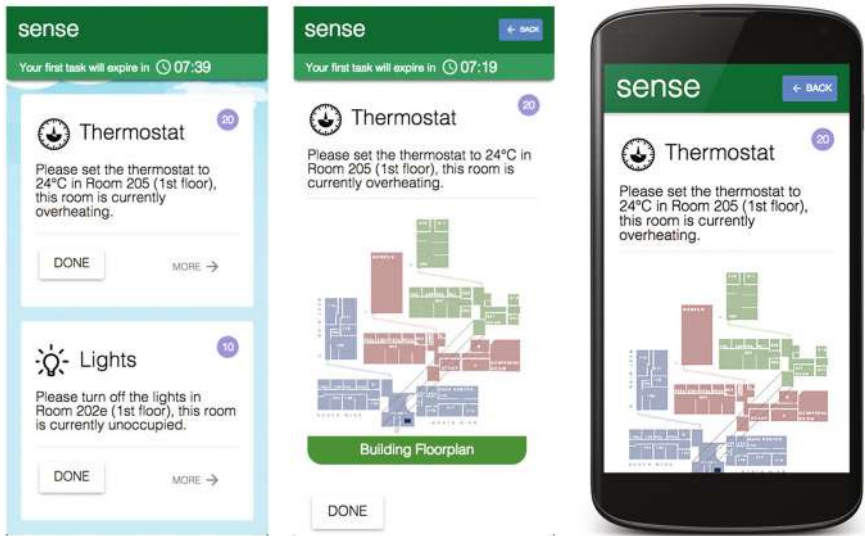 sense
Your first task will expire in 07:39
20
Thermostat
Please set the thermostat to
24°C in Room 205 (1st floor),
this room is currently
overheating.
DONE
MORE →
10
Lights
Please turn off the lights in
Room 202e (1st floor), this room
is currently unoccupied.
DONE
MORE →
sense
← BACK
Your first task will expire in 07:19
20
Thermostat
Please set the thermostat to 24°C in
Room 205 (1st floor), this room is
currently overheating.
Building Floorplan
DONE
sense
← BACK
20
Thermostat
Please set the thermostat to
24°C in Room 205 (1st floor),
this room is currently
overheating.